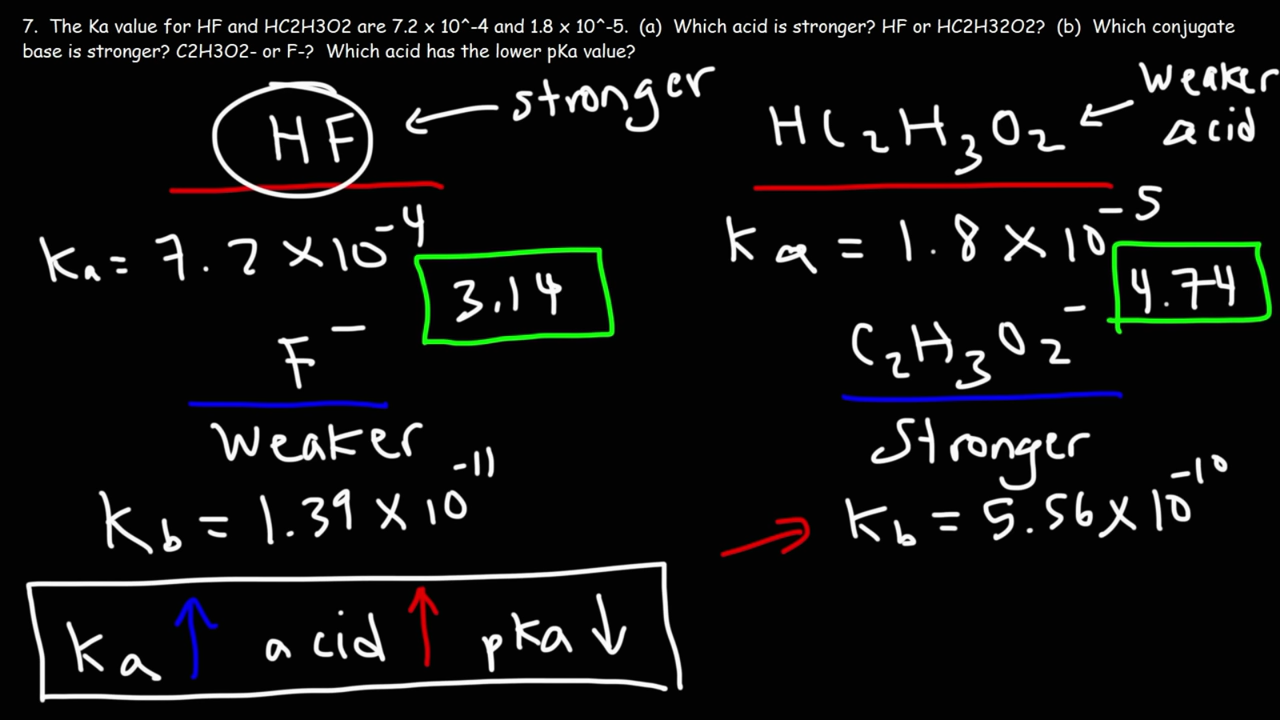 7. The Ka value for HF and HC2H3O2 are 7.2 x 10^-4 and 1.8 x 10^-5. (a) Which acid is stronger? HF or HC2H32O2? (b) Which conjugate
base is stronger? C2H3O2- or F-? Which acid has the lower pKa value?
HF ← stronger
HC₂H₃O₂ ← weaker acid
Ka = 7.2 × 10⁻⁴
3.14
Ka = 1.8 × 10⁻⁵
4.74
F⁻
C₂H₃O₂⁻
Weaker
Stronger
Kb = 1.39 × 10⁻¹¹
→ Kb = 5.56 × 10⁻¹⁰
Ka ↑ acid ↑ pKa ↓